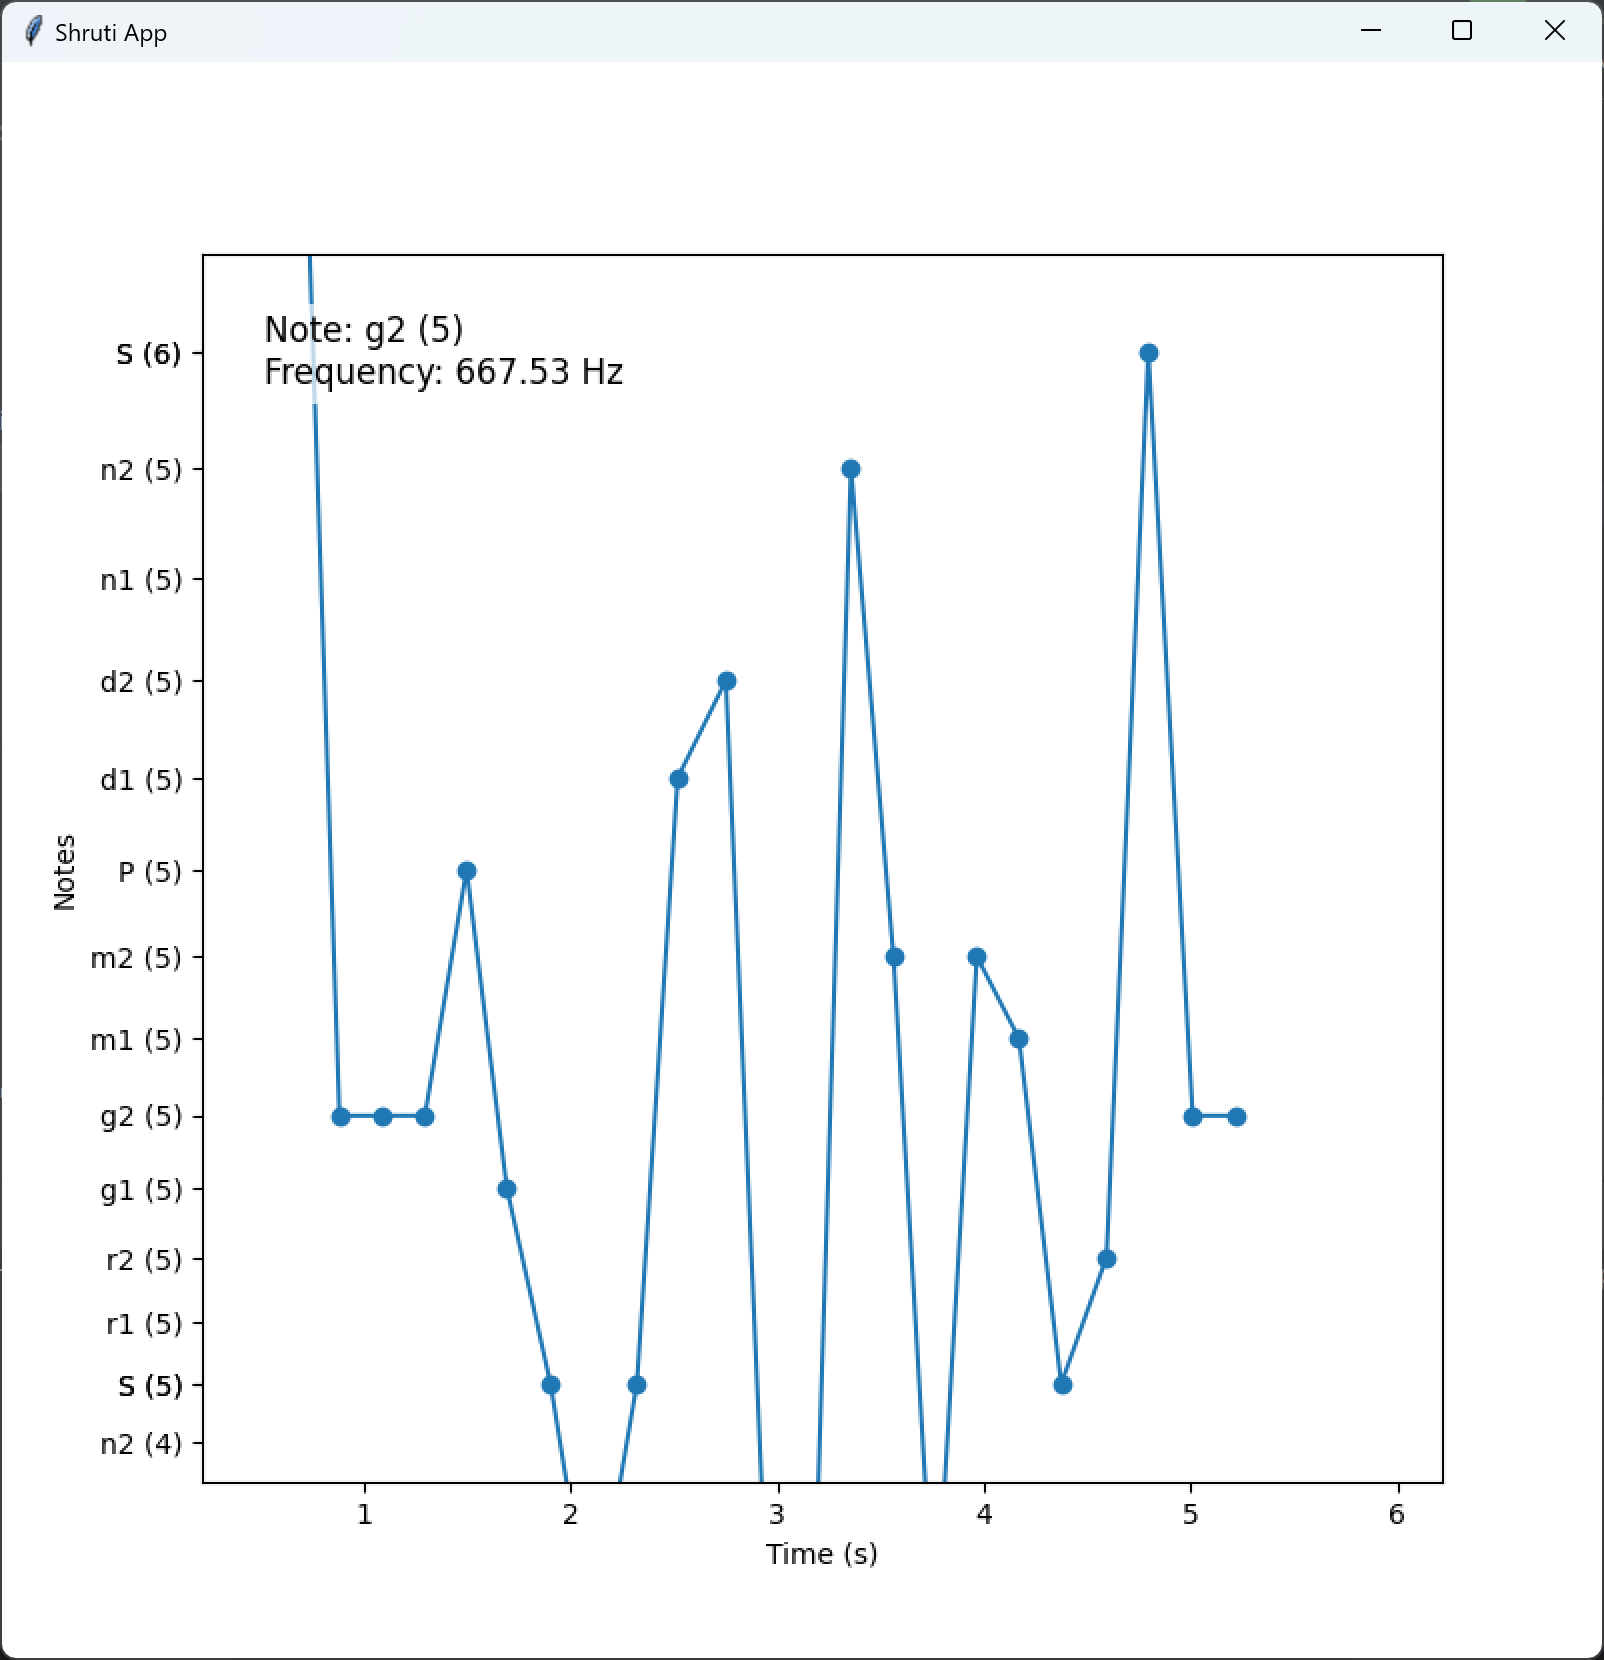 Shruti App
Note: g2 (5)
Frequency: 667.53 Hz
S (6)
n2 (5)
n1 (5)
d2 (5)
d1 (5)
P (5)
m2 (5)
m1 (5)
g2 (5)
g1 (5)
r2 (5)
r1 (5)
S (5)
n2 (4)
Notes
1 2 3 4 5 6
Time (s)